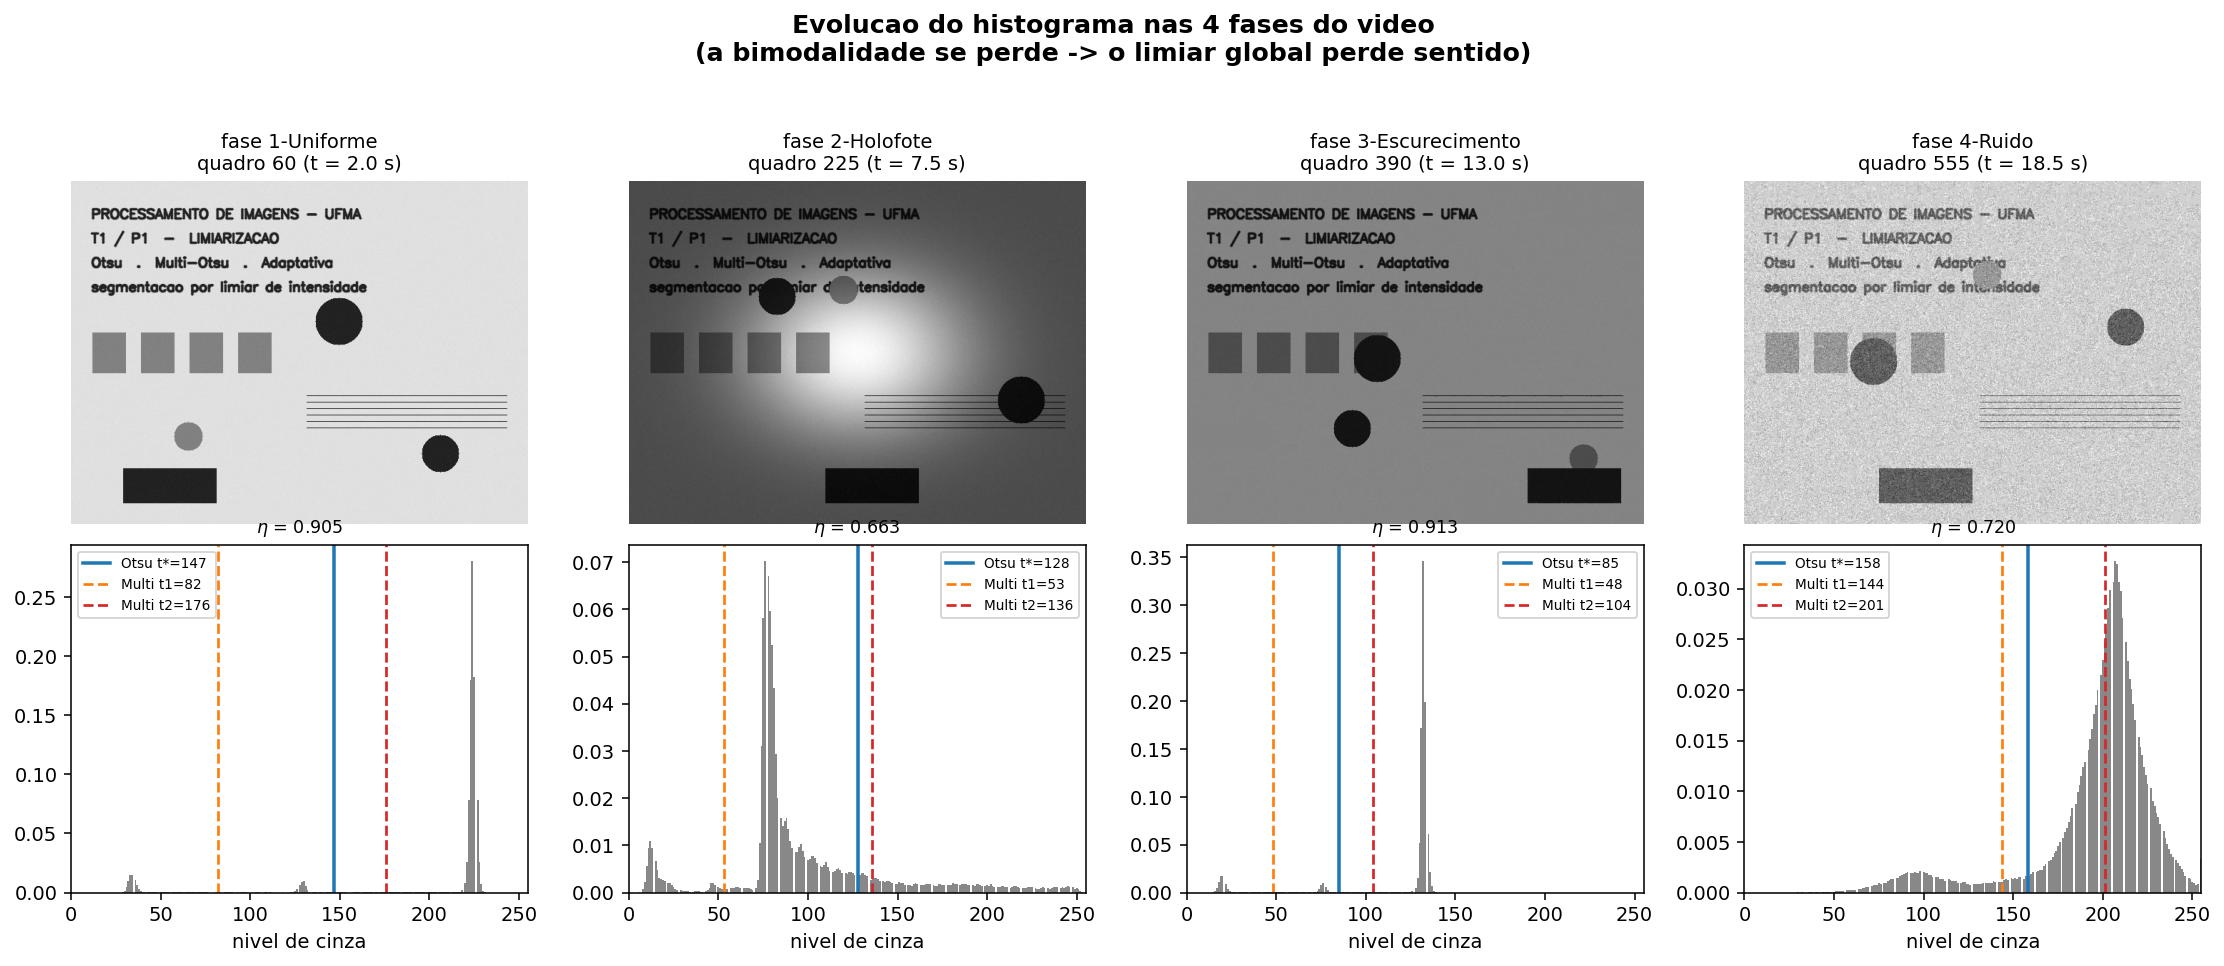 Evolucao do histograma nas 4 fases do video
(a bimodalidade se perde -> o limiar global perde sentido)
fase 1-Uniforme
quadro 60 (t = 2.0 s)
PROCESSAMENTO DE IMAGENS - UFMA
T1 / P1 - LIMIARIZACAO
Otsu . Multi-Otsu . Adaptativa
segmentacao por limiar de intensidade
fase 2-Holofote
quadro 225 (t = 7.5 s)
PROCESSAMENTO DE IMAGENS - UFMA
T1 / P1 - LIMIARIZACAO
Otsu . Multi-Otsu . Adaptativa
segmentacao intensidade
fase 3-Escurecimento
quadro 390 (t = 13.0 s)
PROCESSAMENTO DE IMAGENS - UFMA
T1 / P1 - LIMIARIZACAO
Otsu . Multi-Otsu . Adaptativa
segmentacao por limiar de intensidade
fase 4-Ruido
quadro 555 (t = 18.5 s)
PROCESSAMENTO DE IMAGENS - UFMA
T1 / P1 - LIMIARIZACAO
Otsu . Multi-Otsu . Adaptativa
segmentacao por limiar de intensidade
η = 0.905
Otsu t*=147
Multi t1=82
Multi t2=176
0.25
0.20
0.15
0.10
0.05
0.00
0 50 100 150 200 250
nivel de cinza
η = 0.663
Otsu t*=128
Multi t1=53
Multi t2=136
0.07
0.06
0.05
0.04
0.03
0.02
0.01
0.00
0 50 100 150 200 250
nivel de cinza
η = 0.913
Otsu t*=85
Multi t1=48
Multi t2=104
0.35
0.30
0.25
0.20
0.15
0.10
0.05
0.00
0 50 100 150 200 250
nivel de cinza
η = 0.720
Otsu t*=158
Multi t1=144
Multi t2=201
0.030
0.025
0.020
0.015
0.010
0.005
0.000
0 50 100 150 200 250
nivel de cinza